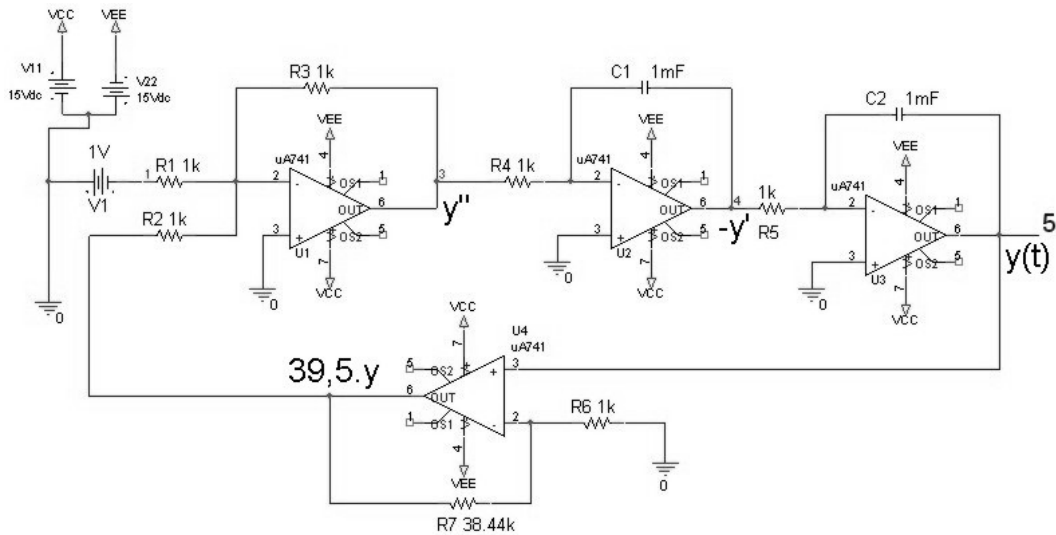 VCC VEE
V11
15Vdc
V22
15Vdc
1V
V1
1
R1 1k
R2 1k
0
R3 1k
VEE
4
uA741
2
-
OS1
1
OUT
6
3
+
OS2
5
U1
7
VCC
0
3
y''
R4 1k
C1 1mF
VEE
4
uA741
2
-
OS1
1
OUT
6
3
+
OS2
5
U2
7
VCC
0
4
-y'
1k
R5
C2 1mF
VEE
4
uA741
2
-
OS1
1
OUT
6
3
+
OS2
5
U3
7
VCC
0
5
y(t)
39,5.y
VCC
7
U4
uA741
5
OS2
+
3
6
OUT
1
OS1
-
2
4
VEE
R6 1k
0
R7 38.44k